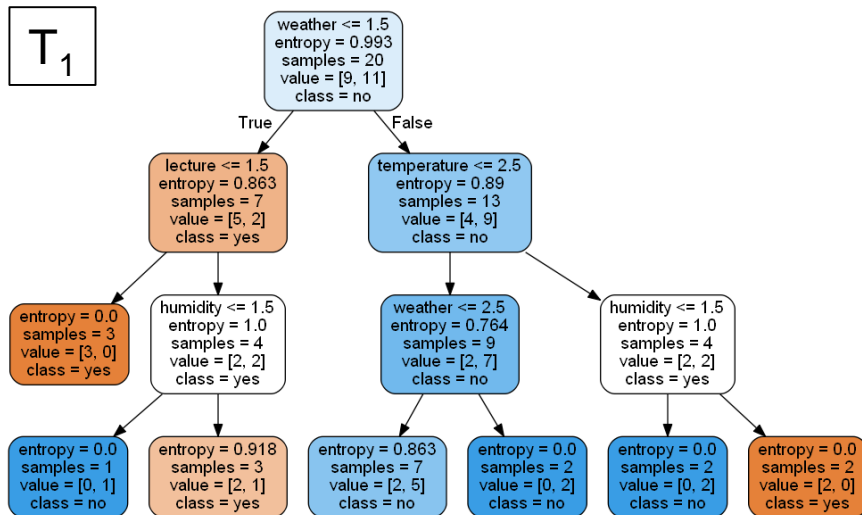 T1
weather <= 1.5
entropy = 0.993
samples = 20
value = [9, 11]
class = no
True
False
lecture <= 1.5
entropy = 0.863
samples = 7
value = [5, 2]
class = yes
temperature <= 2.5
entropy = 0.89
samples = 13
value = [4, 9]
class = no
entropy = 0.0
samples = 3
value = [3, 0]
class = yes
humidity <= 1.5
entropy = 1.0
samples = 4
value = [2, 2]
class = yes
weather <= 2.5
entropy = 0.764
samples = 9
value = [2, 7]
class = no
humidity <= 1.5
entropy = 1.0
samples = 4
value = [2, 2]
class = yes
entropy = 0.0
samples = 1
value = [0, 1]
class = no
entropy = 0.918
samples = 3
value = [2, 1]
class = yes
entropy = 0.863
samples = 7
value = [2, 5]
class = no
entropy = 0.0
samples = 2
value = [0, 2]
class = no
entropy = 0.0
samples = 2
value = [0, 2]
class = no
entropy = 0.0
samples = 2
value = [2, 0]
class = yes